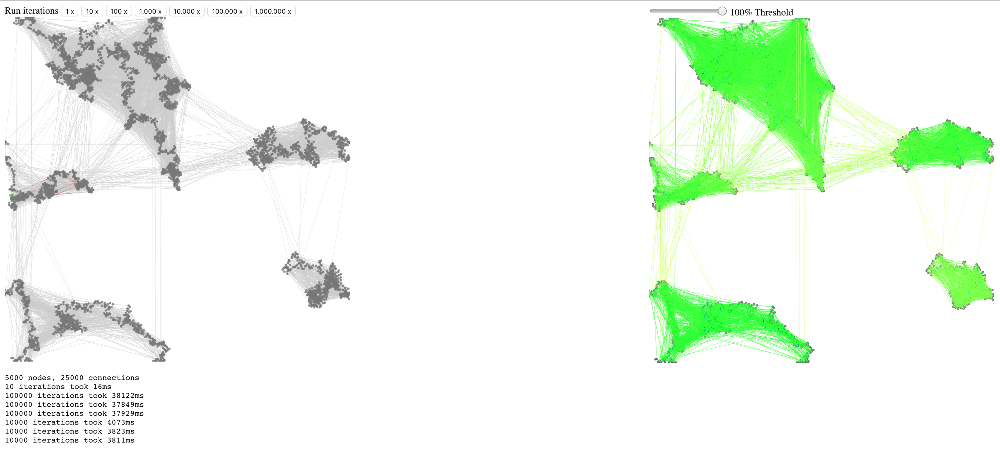 Run iterations 1 x 10 x 100 x 1.000 x 10.000 x 100.000 x 1.000.000 x
100% Threshold
5000 nodes, 25000 connections
10 iterations took 16ms
100000 iterations took 38122ms
100000 iterations took 37849ms
100000 iterations took 37929ms
10000 iterations took 4073ms
10000 iterations took 3823ms
10000 iterations took 3811ms